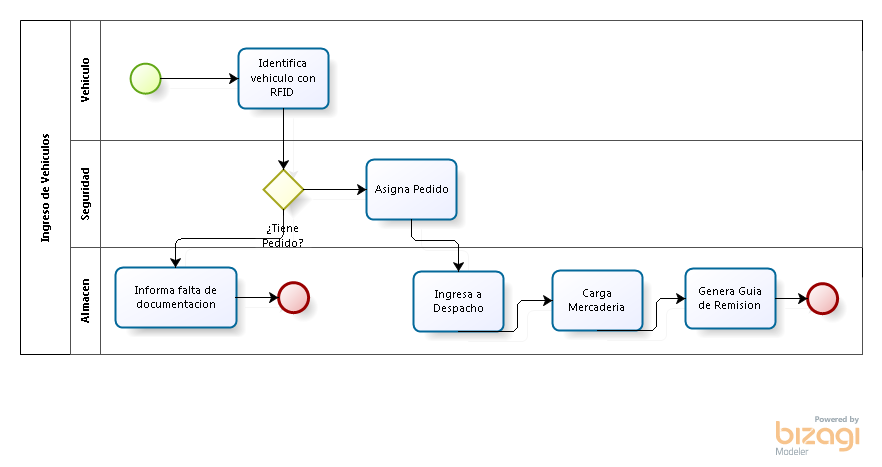 Ingreso de Vehiculos
Vehiculo
Identifica
vehiculo con
RFID
Seguridad
¿Tiene
Pedido?
Asigna Pedido
Almacen
Informa falta de
documentacion
Ingresa a
Despacho
Carga
Mercaderia
Genera Guia
de Remision
Powered by
bizagi
Modeler